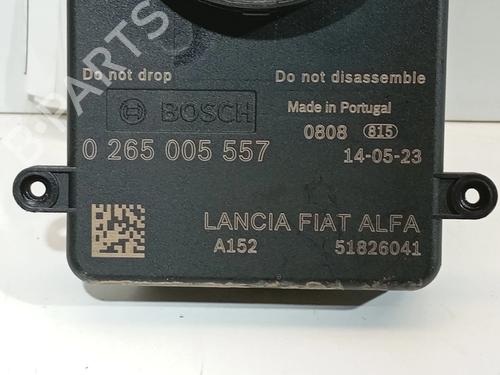 B-PARTS
Do not drop
Do not disassemble
BOSCH
Made in Portugal
0808 815
0 265 005 557
14-05-23
LANCIA FIAT ALFA
A152
51826041